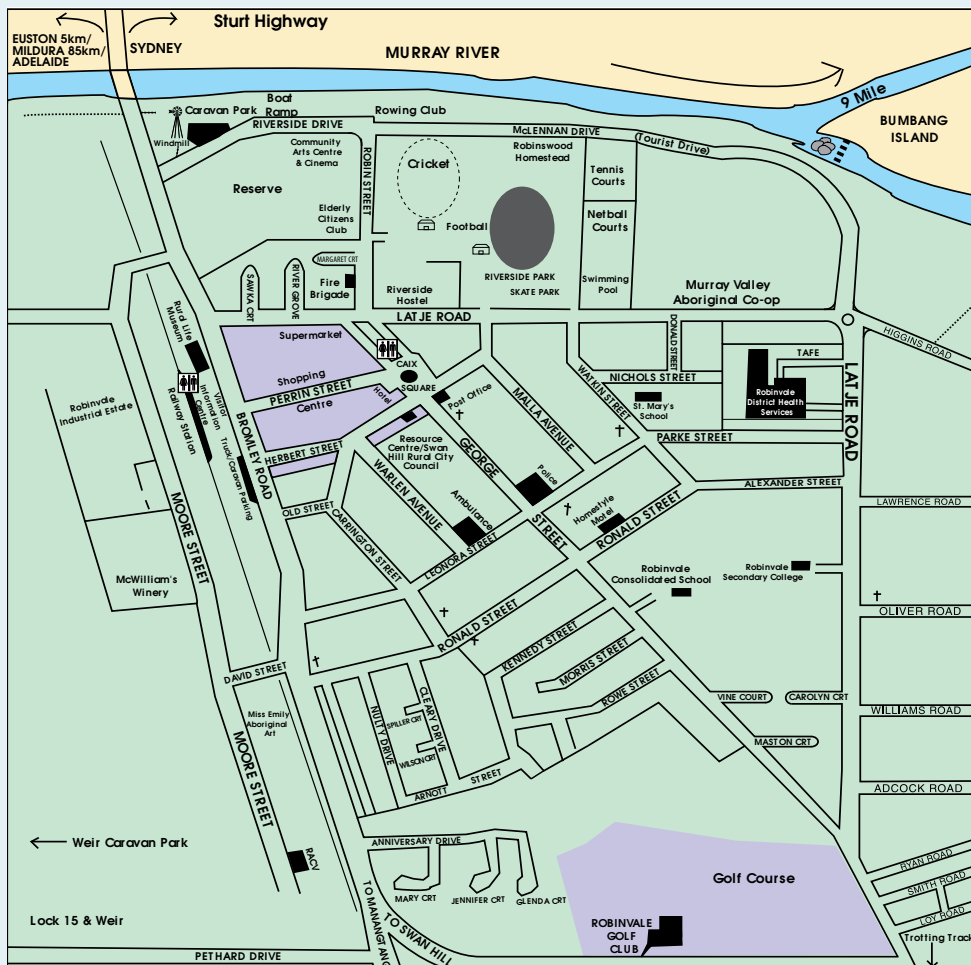 Sturt Highway
EUSTON 5km/
MILDURA 85km/
ADELAIDE
SYDNEY
MURRAY RIVER
9 Mile
BUMBANG
ISLAND
Boat
Ramp
Caravan Park
Windmill
Rowing Club
RIVERSIDE DRIVE
McLENNAN DRIVE
(Tourist Drive)
Community
Arts Centre
& Cinema
ROBIN STREET
Cricket
Robinswood
Homestead
Tennis
Courts
Reserve
Elderly
Citizens
Club
Football
Netball
Courts
MARGARET CRT
SAWKA CRT
RIVER GROVE
Fire
Brigade
Riverside
Hostel
RIVERSIDE PARK
SKATE PARK
Swimming
Pool
Murray Valley
Aboriginal Co-op
LATJE ROAD
HIGGINS ROAD
Rural Life
Museum
Supermarket
CAIX
SQUARE
DONALD STREET
TAFE
LATJE ROAD
Shopping
Centre
PERRIN STREET
Hotel
Post Office
MALLA AVENUE
WATKIN STREET
NICHOLS STREET
St. Mary's
School
Robinvale
District Health
Services
Robinvale
Industrial Estate
Railway Station
Visitor
Information
Centre
BROMLEY ROAD
Truck/Caravan Parking
HERBERT STREET
Resource
Centre/Swan
Hill Rural City
Council
GEORGE
STREET
PARKE STREET
Police
WARLEN AVENUE
Ambulance
OLD STREET
CARRINGTON STREET
LEONORA STREET
Homestyle
Motel
RONALD STREET
ALEXANDER STREET
LAWRENCE ROAD
MOORE STREET
McWilliam's
Winery
Robinvale
Consolidated School
Robinvale
Secondary College
OLIVER ROAD
RONALD STREET
KENNEDY STREET
MORRIS STREET
ROWE STREET
DAVID STREET
VINE COURT
CAROLYN CRT
WILLIAMS ROAD
Miss Emily
Aboriginal
Art
NULTY DRIVE
SPILLER CRT
CLEARY DRIVE
WILSON CRT
MASTON CRT
MOORE STREET
ARNOTT
STREET
ADCOCK ROAD
Weir Caravan Park
RACV
ANNIVERSARY DRIVE
MARY CRT
JENNIFER CRT
GLENDA CRT
Golf Course
RYAN ROAD
SMITH ROAD
LOY ROAD
Lock 15 & Weir
TO MANANGTANG
TO SWAN HILL
ROBINVALE
GOLF
CLUB
Trotting Track
PETHARD DRIVE